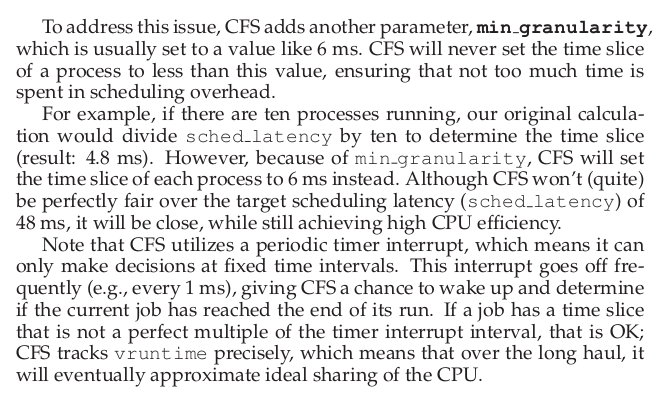 To address this issue, CFS adds another parameter, min_granularity,
which is usually set to a value like 6 ms. CFS will never set the time slice
of a process to less than this value, ensuring that not too much time is
spent in scheduling overhead.
For example, if there are ten processes running, our original calcula-
tion would divide sched_latency by ten to determine the time slice
(result: 4.8 ms). However, because of min_granularity, CFS will set
the time slice of each process to 6 ms instead. Although CFS won't (quite)
be perfectly fair over the target scheduling latency (sched_latency) of
48 ms, it will be close, while still achieving high CPU efficiency.
Note that CFS utilizes a periodic timer interrupt, which means it can
only make decisions at fixed time intervals. This interrupt goes off fre-
quently (e.g., every 1 ms), giving CFS a chance to wake up and determine
if the current job has reached the end of its run. If a job has a time slice
that is not a perfect multiple of the timer interrupt interval, that is OK;
CFS tracks vruntime precisely, which means that over the long haul, it
will eventually approximate ideal sharing of the CPU.